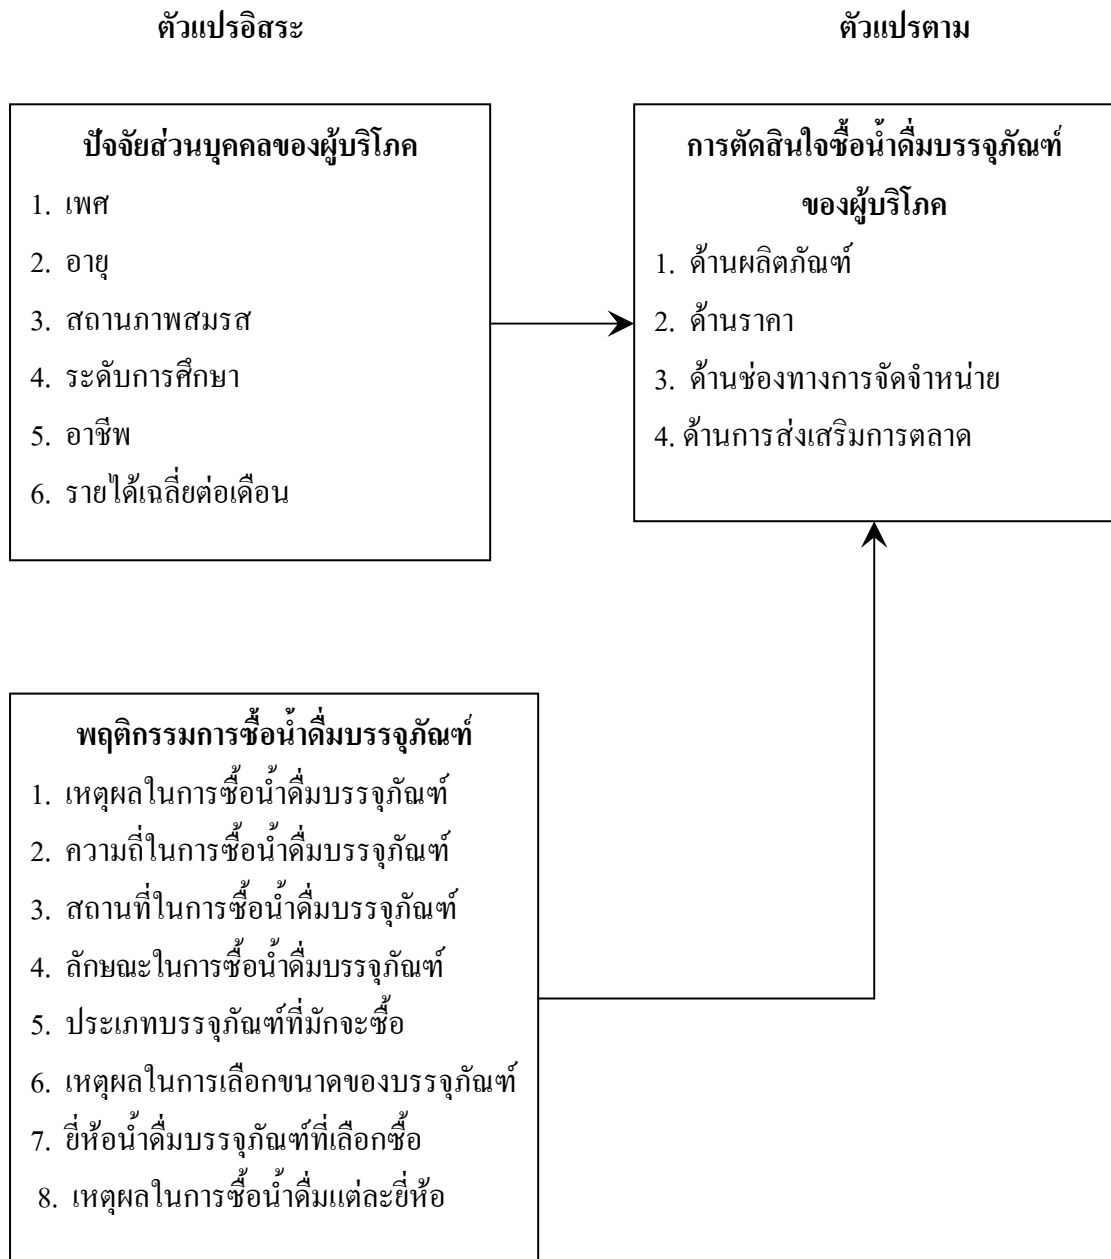 ตัวแปรอิสระ
ตัวแปรตาม
ปัจจัยส่วนบุคคลของผู้บริโภค
1. เพศ
2. อายุ
3. สถานภาพสมรส
4. ระดับการศึกษา
5. อาชีพ
6. รายได้เฉลี่ยต่อเดือน
การตัดสินใจซื้อน้ำดื่มบรรจุภัณฑ์
ของผู้บริโภค
1. ด้านผลิตภัณฑ์
2. ด้านราคา
3. ด้านช่องทางการจัดจำหน่าย
4. ด้านการส่งเสริมการตลาด
พฤติกรรมการซื้อน้ำดื่มบรรจุภัณฑ์
1. เหตุผลในการซื้อน้ำดื่มบรรจุภัณฑ์
2. ความถี่ในการซื้อน้ำดื่มบรรจุภัณฑ์
3. สถานที่ในการซื้อน้ำดื่มบรรจุภัณฑ์
4. ลักษณะในการซื้อน้ำดื่มบรรจุภัณฑ์
5. ประเภทบรรจุภัณฑ์ที่มักจะซื้อ
6. เหตุผลในการเลือกขนาดของบรรจุภัณฑ์
7. ยี่ห้อน้ำดื่มบรรจุภัณฑ์ที่เลือกซื้อ
8. เหตุผลในการซื้อน้ำดื่มแต่ละยี่ห้อ